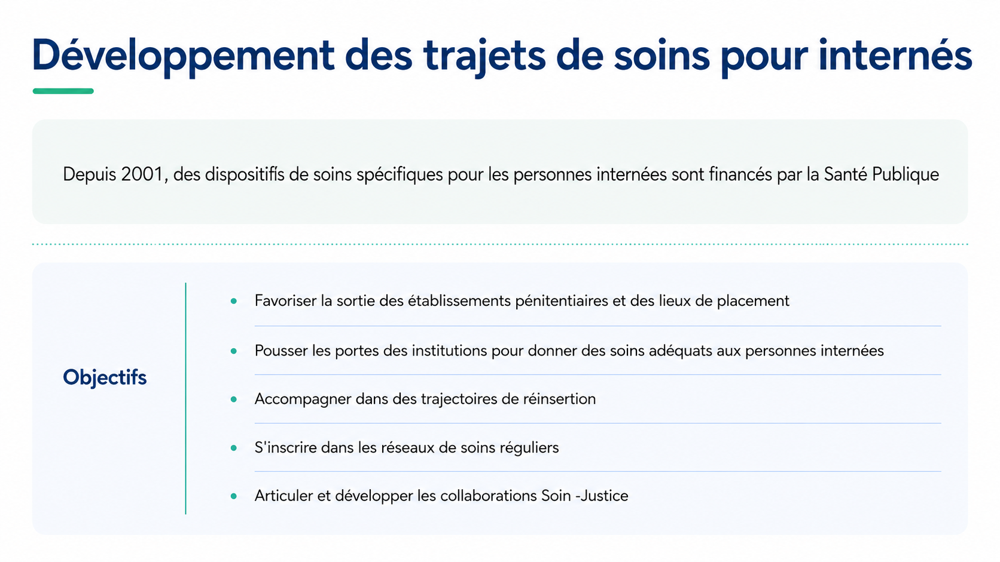 Développement des trajets de soins pour internés
Depuis 2001, des dispositifs de soins spécifiques pour les personnes internées sont financés par la Santé Publique
Objectifs
Favoriser la sortie des établissements pénitentiaires et des lieux de placement
Pousser les portes des institutions pour donner des soins adéquats aux personnes internées
Accompagner dans des trajectoires de réinsertion
S'inscrire dans les réseaux de soins réguliers
Articuler et développer les collaborations Soin -Justice